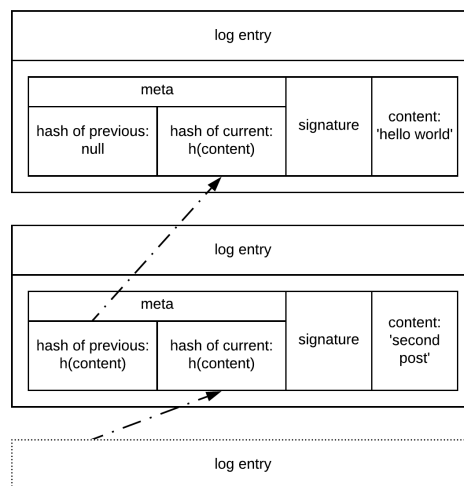 log entry
meta
hash of previous:
null
hash of current:
h(content)
signature
content:
'hello world'
log entry
meta
hash of previous:
h(content)
hash of current:
h(content)
signature
content:
'second
post'
log entry